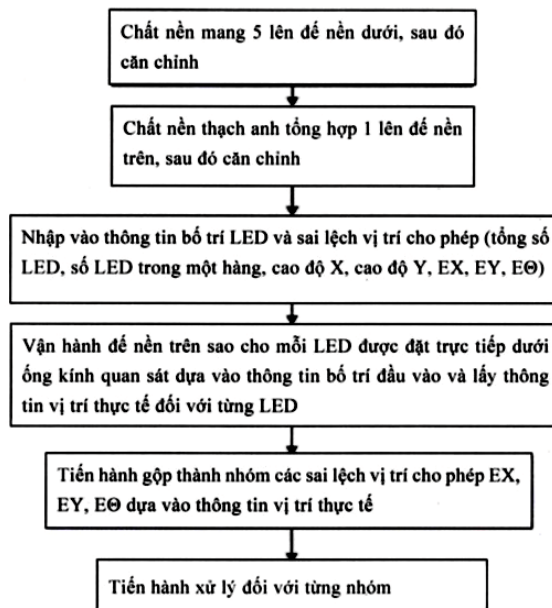 Chất nền mang 5 lên đế nền dưới, sau đó
căn chỉnh
Chất nền thạch anh tổng hợp 1 lên đế nền
trên, sau đó căn chỉnh
Nhập vào thông tin bố trí LED và sai lệch vị trí cho phép (tổng số
LED, số LED trong một hàng, cao độ X, cao độ Y, EX, EY, EΘ)
Vận hành đế nền trên sao cho mỗi LED được đặt trực tiếp dưới
ống kính quan sát dựa vào thông tin bố trí đầu vào và lấy thông
tin vị trí thực tế đối với từng LED
Tiến hành gộp thành nhóm các sai lệch vị trí cho phép EX,
EY, EΘ dựa vào thông tin vị trí thực tế
Tiến hành xử lý đối với từng nhóm